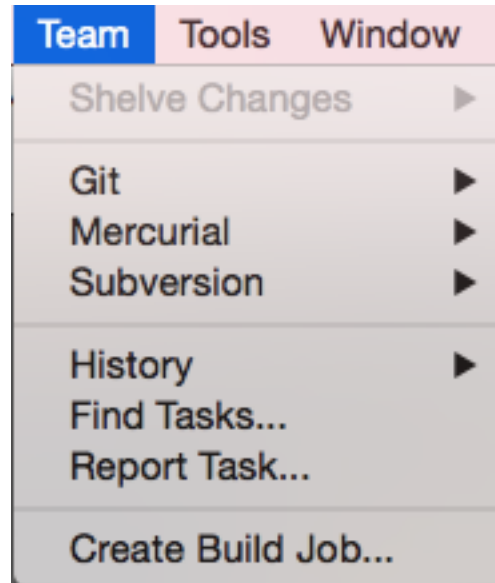 Team Tools Window
Shelve Changes
Git
Mercurial
Subversion
History
Find Tasks...
Report Task...
Create Build Job...